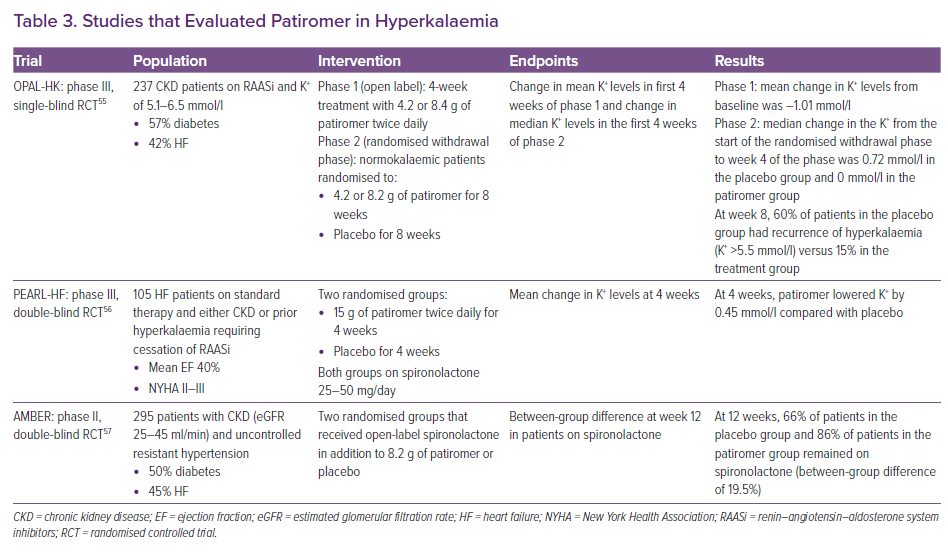 Table 3. Studies that Evaluated Patiromer in Hyperkalaemia
Trial
Population
Intervention
Endpoints
Results
OPAL-HK: phase III,
single-blind RCT⁵⁵
237 CKD patients on RAASi and K⁺
of 5.1–6.5 mmol/l
• 57% diabetes
• 42% HF
Phase 1 (open label): 4-week
treatment with 4.2 or 8.4 g of
patiromer twice daily
Phase 2 (randomised withdrawal
phase): normokalaemic patients
randomised to:
• 4.2 or 8.2 g of patiromer for 8
weeks
• Placebo for 8 weeks
Change in mean K⁺ levels in first 4
weeks of phase 1 and change in
median K⁺ levels in the first 4 weeks
of phase 2
Phase 1: mean change in K⁺ levels from
baseline was −1.01 mmol/l
Phase 2: median change in the K⁺ from the
start of the randomised withdrawal phase
to week 4 of the phase was 0.72 mmol/l in
the placebo group and 0 mmol/l in the
patiromer group
At week 8, 60% of patients in the placebo
group had recurrence of hyperkalaemia
(K⁺ >5.5 mmol/l) versus 15% in the
treatment group
PEARL-HF: phase III,
double-blind RCT⁵⁶
105 HF patients on standard
therapy and either CKD or prior
hyperkalaemia requiring
cessation of RAASi
• Mean EF 40%
• NYHA II–III
Two randomised groups:
• 15 g of patiromer twice daily for
4 weeks
• Placebo for 4 weeks
Both groups on spironolactone
25–50 mg/day
Mean change in K⁺ levels at 4 weeks
At 4 weeks, patiromer lowered K⁺ by
0.45 mmol/l compared with placebo
AMBER: phase II,
double-blind RCT⁵⁷
295 patients with CKD (eGFR
25–45 ml/min) and uncontrolled
resistant hypertension
• 50% diabetes
• 45% HF
Two randomised groups that
received open-label spironolactone
in addition to 8.2 g of patiromer or
placebo
Between-group difference at week 12
in patients on spironolactone
At 12 weeks, 66% of patients in the
placebo group and 86% of patients in the
patiromer group remained on
spironolactone (between-group difference
of 19.5%)
CKD = chronic kidney disease; EF = ejection fraction; eGFR = estimated glomerular filtration rate; HF = heart failure; NYHA = New York Health Association; RAASi = renin–angiotensin–aldosterone system
inhibitors; RCT = randomised controlled trial.